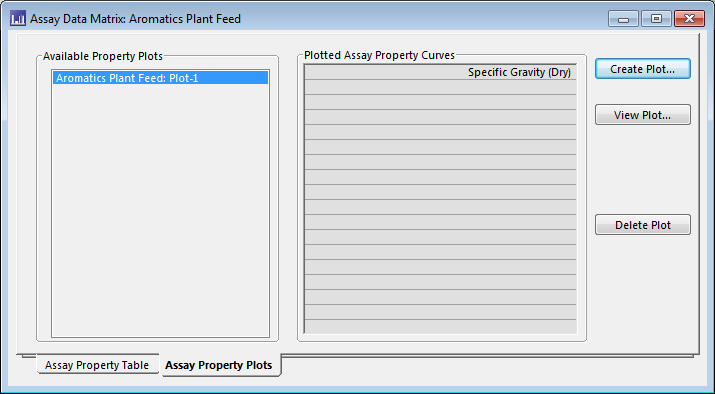 Assay Data Matrix: Aromatics Plant Feed
Available Property Plots
Aromatics Plant Feed: Plot-1
Plotted Assay Property Curves
Specific Gravity (Dry)
Create Plot...
View Plot...
Delete Plot
Assay Property Table
Assay Property Plots